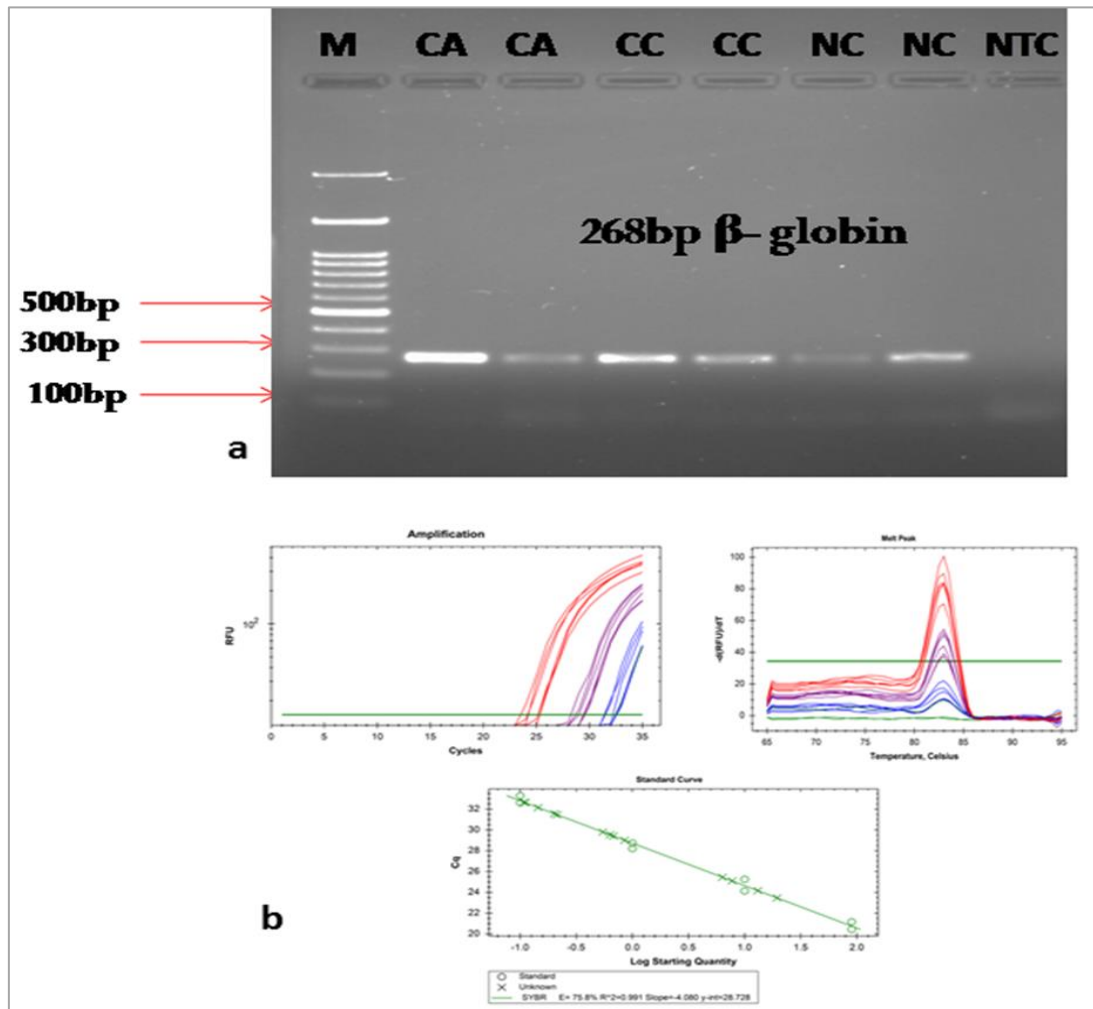 M CA CA CC CC NC NC NTC
268bp β- globin
500bp
300bp
100bp
a
Amplification
RFU
10²
0 5 10 15 20 25 30 35
Cycles
Melt Peak
-d(RFU)/dT
100
80
60
40
20
0
65 70 75 80 85 90 95
Temperature, Celsius
Standard Curve
Cq
32
30
28
26
24
22
20
-1.0 -0.5 0.0 0.5 1.0 1.5 2.0
Log Starting Quantity
b
Standard
Unknown
SYBR E= 75.8% R^2=0.991 Slope=-4.080 y-int=28.728